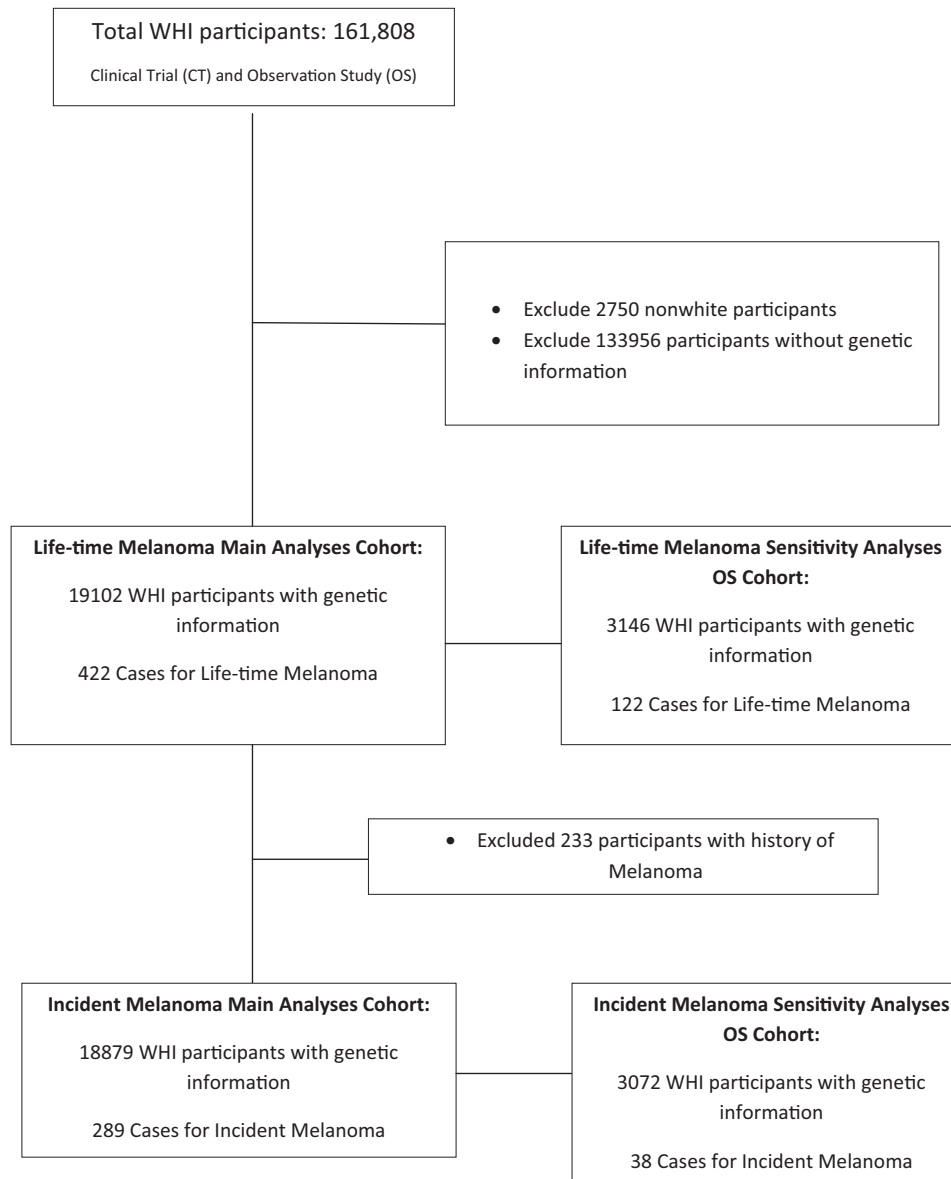 Total WHI participants: 161,808
Clinical Trial (CT) and Observation Study (OS)
• Exclude 2750 nonwhite participants
• Exclude 133956 participants without genetic
information
Life-time Melanoma Main Analyses Cohort:
19102 WHI participants with genetic
information
422 Cases for Life-time Melanoma
Life-time Melanoma Sensitivity Analyses
OS Cohort:
3146 WHI participants with genetic
information
122 Cases for Life-time Melanoma
• Excluded 233 participants with history of
Melanoma
Incident Melanoma Main Analyses Cohort:
18879 WHI participants with genetic
information
289 Cases for Incident Melanoma
Incident Melanoma Sensitivity Analyses
OS Cohort:
3072 WHI participants with genetic
information
38 Cases for Incident Melanoma